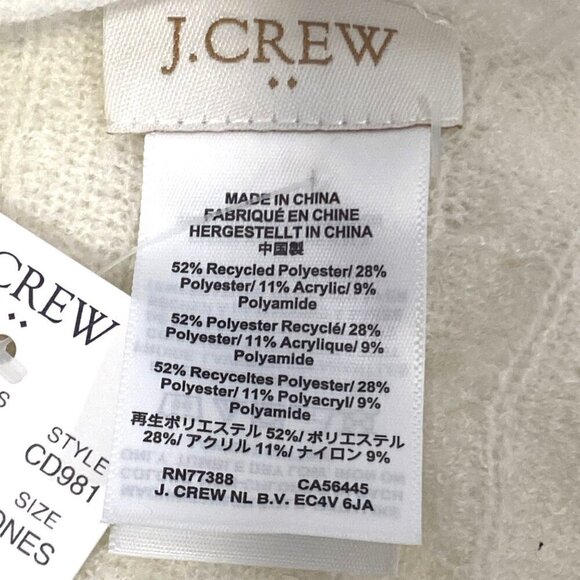 J.CREW
MADE IN CHINA
FABRIQUÉ EN CHINE
HERGESTELLT IN CHINA
中国製
52% Recycled Polyester/ 28%
Polyester/ 11% Acrylic/ 9%
Polyamide
52% Polyester Recyclé/ 28%
Polyester/ 11% Acrylique/ 9%
Polyamide
52% Recyceltes Polyester/ 28%
Polyester/ 11% Polyacryl/ 9%
Polyamide
再生ポリエステル 52%/ ポリエステル
28%/ アクリル 11%/ ナイロン 9%
RN77388 CA56445
J. CREW NL B.V. EC4V 6JA
CREW
STYLE
CD981
SIZE
ONES